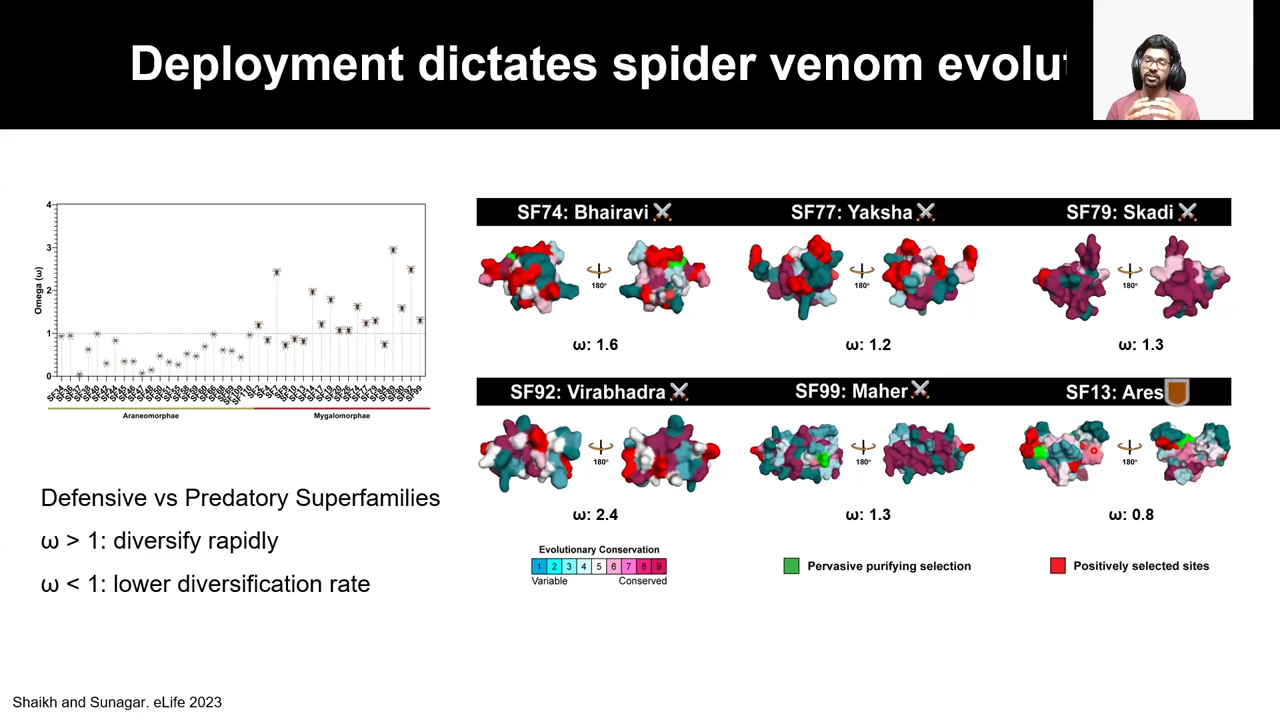 Deployment dictates spider venom evolut
SF74: Bhairavi
SF77: Yaksha
SF79: Skadi
4
3
2
1
0
Omega (ω)
Araneomorphae
Mygalomorphae
180°
180°
180°
ω: 1.6
ω: 1.2
ω: 1.3
SF92: Virabhadra
SF99: Maher
SF13: Ares
180°
180°
180°
ω: 2.4
ω: 1.3
ω: 0.8
Defensive vs Predatory Superfamilies
ω > 1: diversify rapidly
ω < 1: lower diversification rate
Evolutionary Conservation
1 2 3 4 5 6 7 8 9
Variable Conserved
Pervasive purifying selection
Positively selected sites
Shaikh and Sunagar. eLife 2023